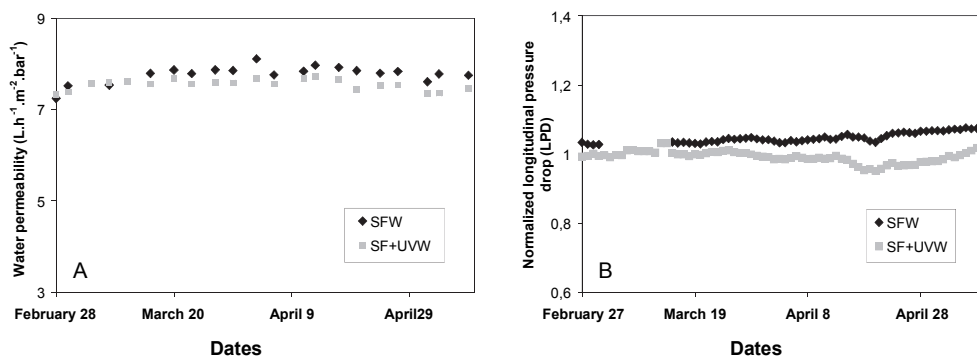 9
7
5
3
Water permeability (L.h⁻¹.m⁻².bar⁻¹)
SFW
SF+UVW
A
February 28 March 20 April 9 April29
Dates
1,4
1,2
1
0,8
0,6
Normalized longitudinal pressure
drop (LPD)
SFW
SF+UVW
B
February 27 March 19 April 8 April 28
Dates